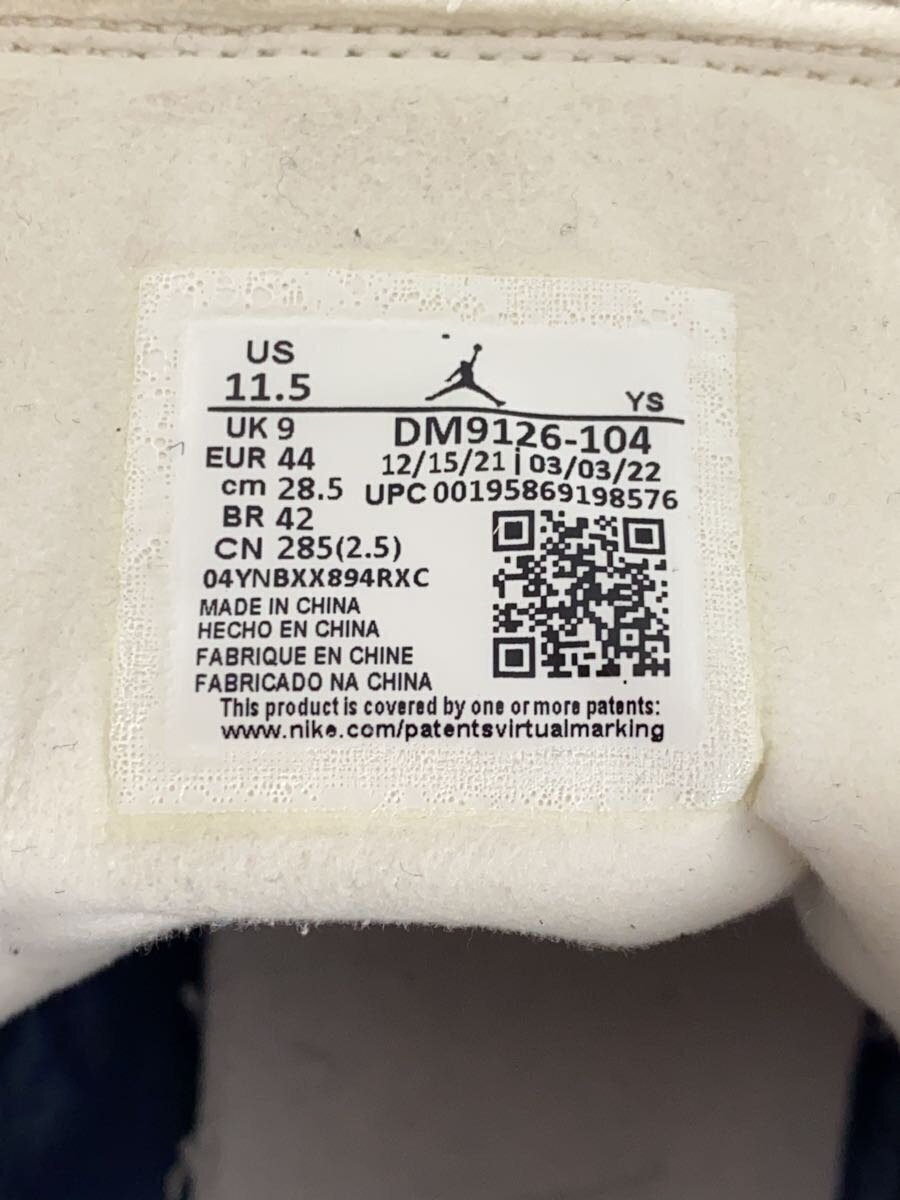 US
11.5
YS
UK 9
EUR 44
cm 28.5
BR 42
CN 285(2.5)
DM9126-104
12/15/21 | 03/03/22
UPC 00195869198576
04YNBXX894RXC
MADE IN CHINA
HECHO EN CHINA
FABRIQUE EN CHINE
FABRICADO NA CHINA
This product is covered by one or more patents:
www.nike.com/patentsvirtualmarking